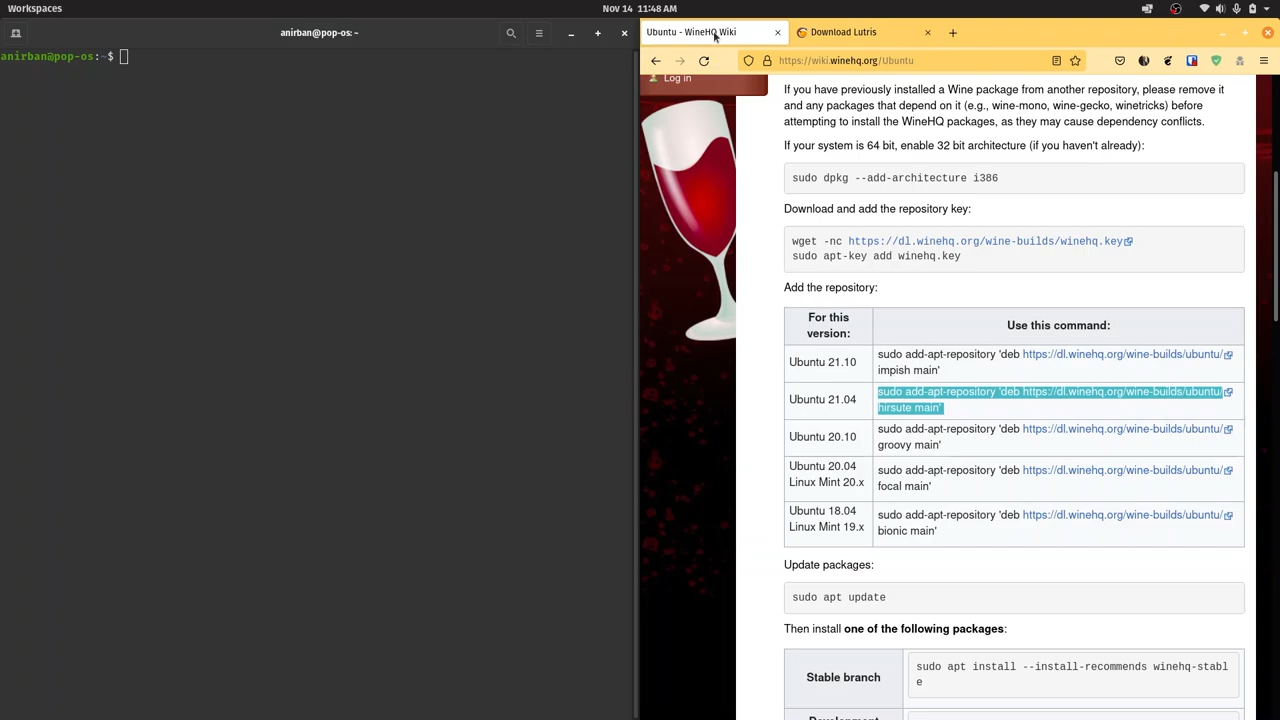 Workspaces
Nov 14  11:48 AM
anirban@pop-os: ~
anirban@pop-os:~$
Ubuntu - WineHQ Wiki
Download Lutris
https://wiki.winehq.org/Ubuntu
Log in
If you have previously installed a Wine package from another repository, please remove it
and any packages that depend on it (e.g., wine-mono, wine-gecko, winetricks) before
attempting to install the WineHQ packages, as they may cause dependency conflicts.
If your system is 64 bit, enable 32 bit architecture (if you haven't already):
sudo dpkg --add-architecture i386
Download and add the repository key:
wget -nc https://dl.winehq.org/wine-builds/winehq.key
sudo apt-key add winehq.key
Add the repository:
For this
version:
Use this command:
Ubuntu 21.10
sudo add-apt-repository 'deb https://dl.winehq.org/wine-builds/ubuntu/
impish main'
Ubuntu 21.04
sudo add-apt-repository 'deb https://dl.winehq.org/wine-builds/ubuntu/
hirsute main'
Ubuntu 20.10
sudo add-apt-repository 'deb https://dl.winehq.org/wine-builds/ubuntu/
groovy main'
Ubuntu 20.04
Linux Mint 20.x
sudo add-apt-repository 'deb https://dl.winehq.org/wine-builds/ubuntu/
focal main'
Ubuntu 18.04
Linux Mint 19.x
sudo add-apt-repository 'deb https://dl.winehq.org/wine-builds/ubuntu/
bionic main'
Update packages:
sudo apt update
Then install one of the following packages:
Stable branch
sudo apt install --install-recommends winehq-stabl
e
Development